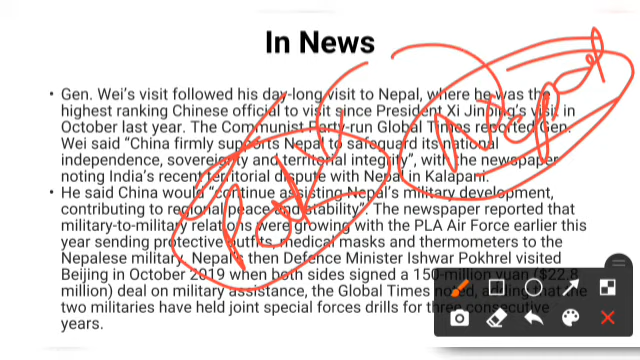 In News
• Gen. Wei's visit followed his day-long visit to Nepal, where he was the
highest ranking Chinese official to visit since President Xi Jinping's visit in
October last year. The Communist Party-run Global Times reported Gen.
Wei said "China firmly supports Nepal to safeguard its national
independence, sovereignty and territorial integrity", with the newspaper
noting India's recent territorial dispute with Nepal in Kalapani.
• He said China would "continue assisting Nepal's military development,
contributing to regional peace and stability". The newspaper reported that
military-to-military relations were growing with the PLA Air Force earlier this
year sending protective outfits medical masks and thermometers to the
Nepalese military. Nepal's then Defence Minister Ishwar Pokhrel visited
Beijing in October 2019 when both sides signed a 150-million yuan ($22.8
million) deal on military assistance, the Global Times noted, adding that the
two militaries have held joint special forces drills for three consecutive
years.
Nepal